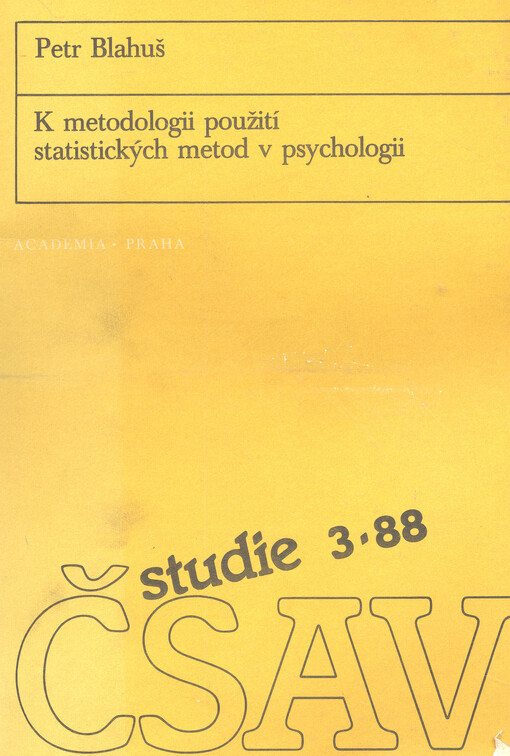 Petr Blahuš
K metodologii použití
statistických metod v psychologii
ACADEMIA · PRAHA
studie 3·88
ČSAV